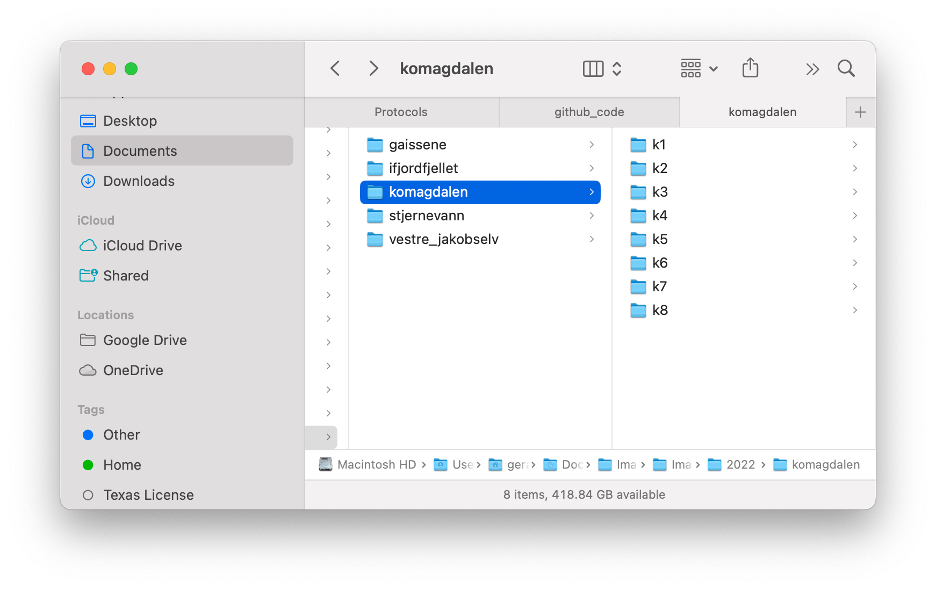 komagdalen
Protocols
github_code
komagdalen
Desktop
Documents
Downloads
iCloud
iCloud Drive
Shared
Locations
Google Drive
OneDrive
Tags
Other
Home
Texas License
gaissene
ifjordfjellet
komagdalen
stjernevann
vestre_jakobselv
k1
k2
k3
k4
k5
k6
k7
k8
Macintosh HD › Use › ger › Doc › Ima › Ima › 2022 › komagdalen
8 items, 418.84 GB available